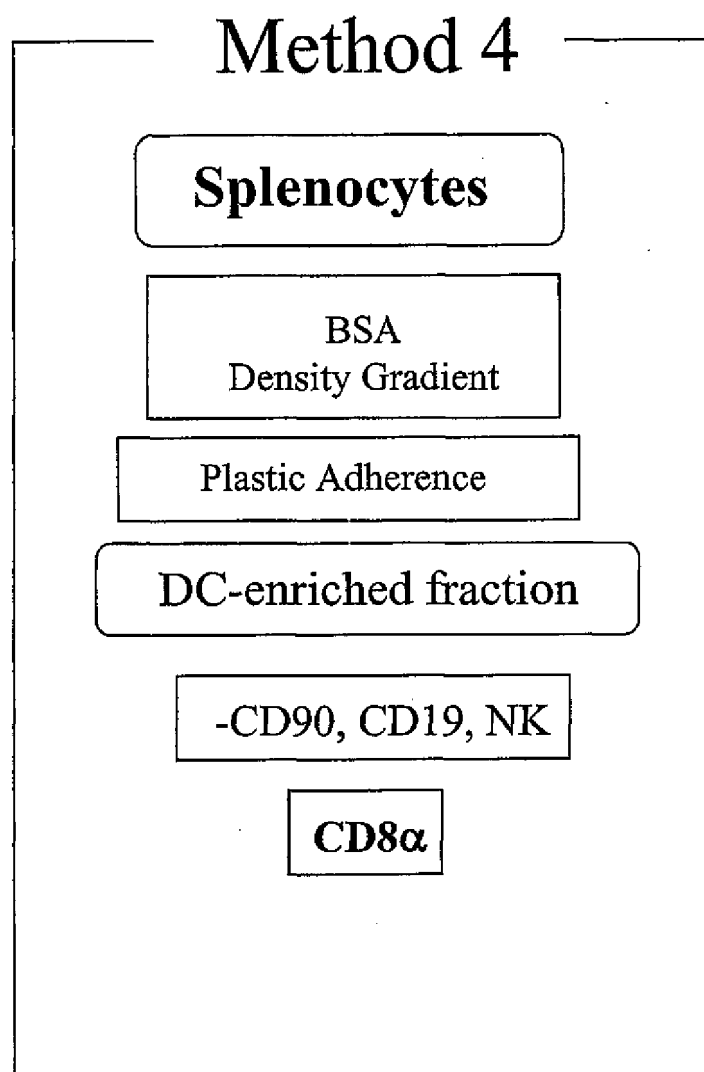 Method 4
Splenocytes
BSA
Density Gradient
Plastic Adherence
DC-enriched fraction
-CD90, CD19, NK
CD8α